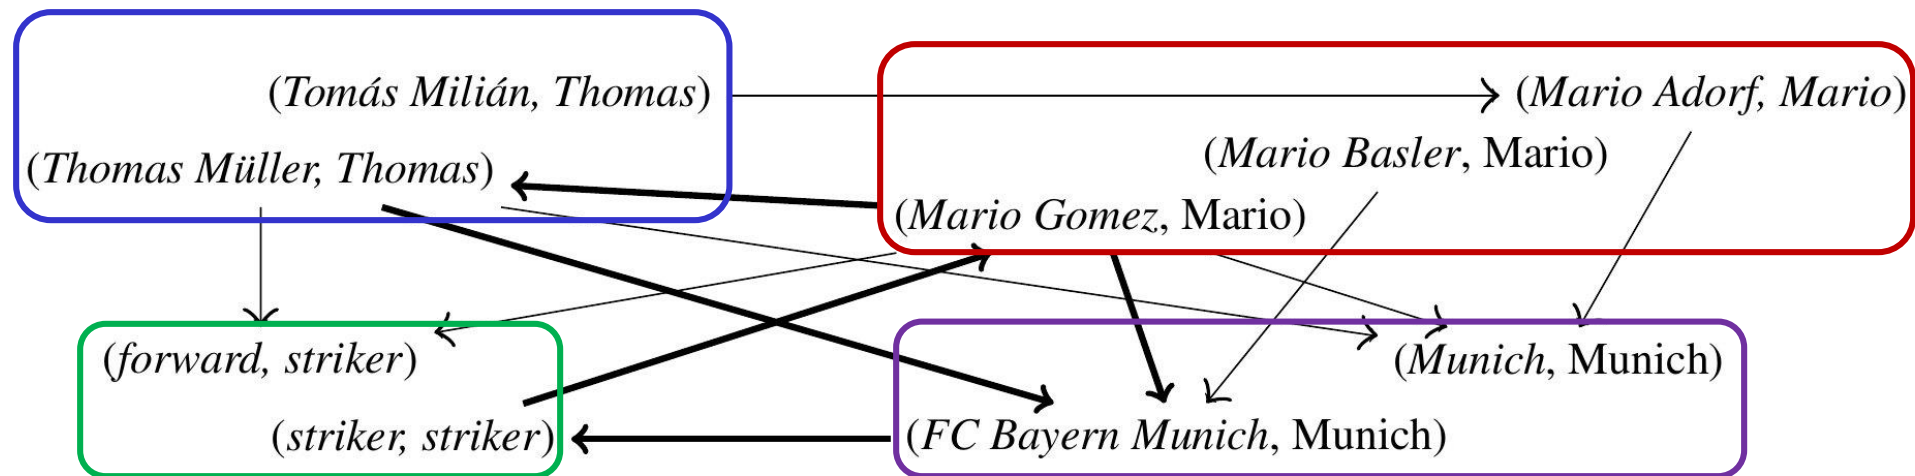 (Tomás Milián, Thomas)
(Mario Adorf, Mario)
(Mario Basler, Mario)
(Thomas Müller, Thomas)
(Mario Gomez, Mario)
(forward, striker)
(Munich, Munich)
(striker, striker)
(FC Bayern Munich, Munich)